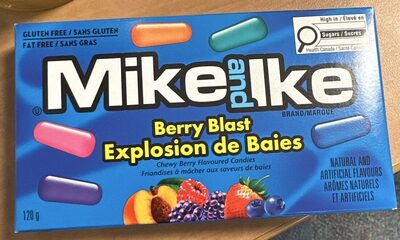 GLUTEN FREE / SANS GLUTEN
FAT FREE / SANS GRAS
High in / Élevé en
Sugars / Sucres
Health Canada / Santé Canada
Mike and Ike
BRAND/MARQUE
Berry Blast
Explosion de Baies
Chewy Berry Flavoured Candies
Friandises à mâcher aux saveurs de baies
NATURAL AND
ARTIFICIAL FLAVOURS
ARÔMES NATURELS
ET ARTIFICIELS
120 g